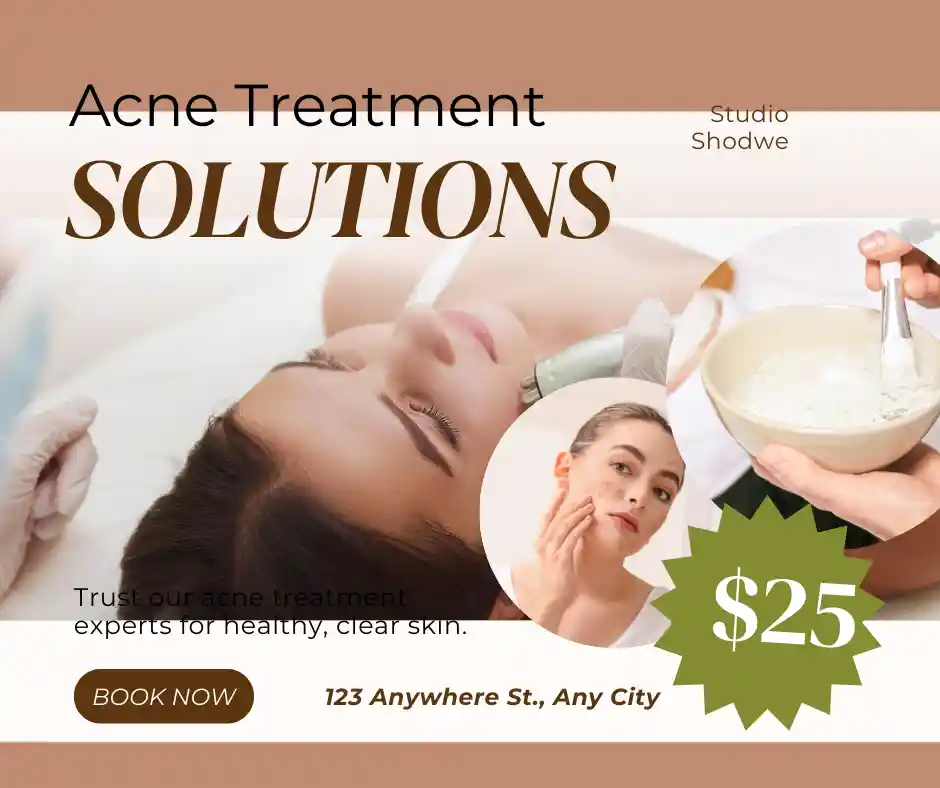 Acne Treatment
SOLUTIONS
Studio
Shodwe
Trust our acne treatment
experts for healthy, clear skin.
$25
BOOK NOW
123 Anywhere St., Any City